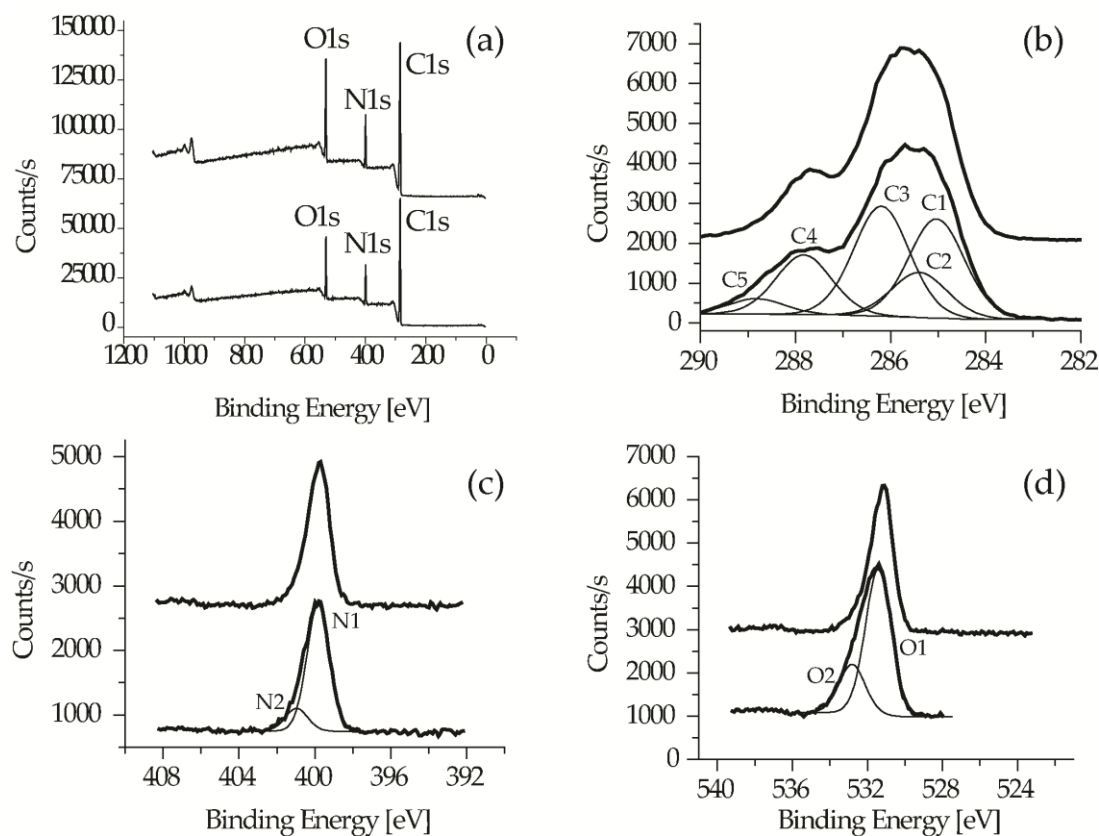 (a)
150000
125000
100000
75000
50000
25000
0
Counts/s
O1s
N1s
C1s
O1s
N1s
C1s
1200 1000 800 600 400 200 0
Binding Energy [eV]
(b)
7000
6000
5000
4000
3000
2000
1000
0
Counts/s
C3
C1
C4
C2
C5
290 288 286 284 282
Binding Energy [eV]
(c)
5000
4000
3000
2000
1000
Counts/s
N1
N2
408 404 400 396 392
Binding Energy [eV]
(d)
7000
6000
5000
4000
3000
2000
1000
0
Counts/s
O1
O2
540 536 532 528 524
Binding Energy [eV]